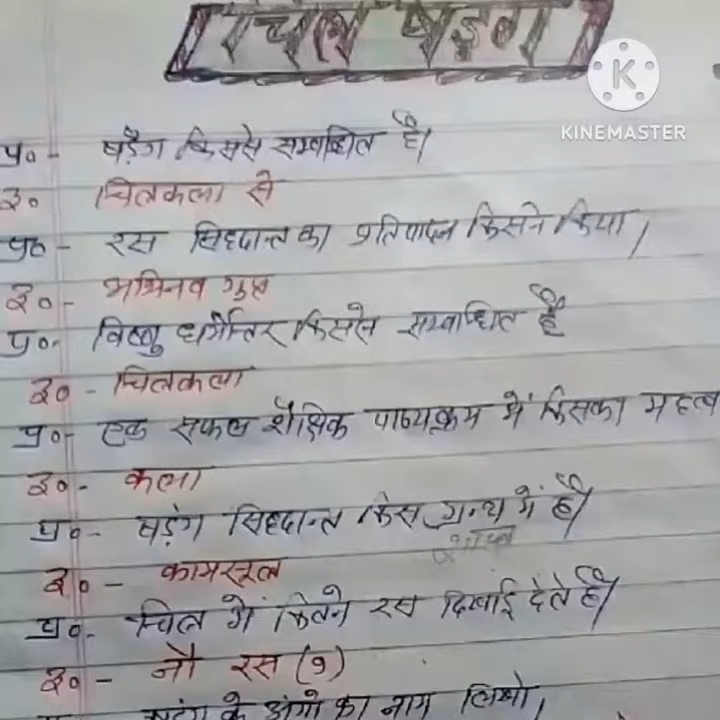 चित्र षडंग
K
KINEMASTER
प्र०- षडंग किससे सम्बन्धित है।
उ० चित्रकला से
प्र०- रस सिध्दान्त का प्रतिपादन किसने किया।
उ०- अभिनव गुप्त
प्र०- विष्णु धर्मोत्तर किससे सम्बन्धित है
उ०- चित्रकला
प्र०- एक सफल शैक्षिक पाठ्यक्रम में किसका महत्व
उ०- कला
प्र०- षड़ंग सिध्दान्त किस ग्रन्थ में है।
उ०- कामसूत्र
प्र०- चित्र में कितने रस दिखाई देते है।
उ०- नौ रस (9)
षडंग के अंगो का नाम लिखो।